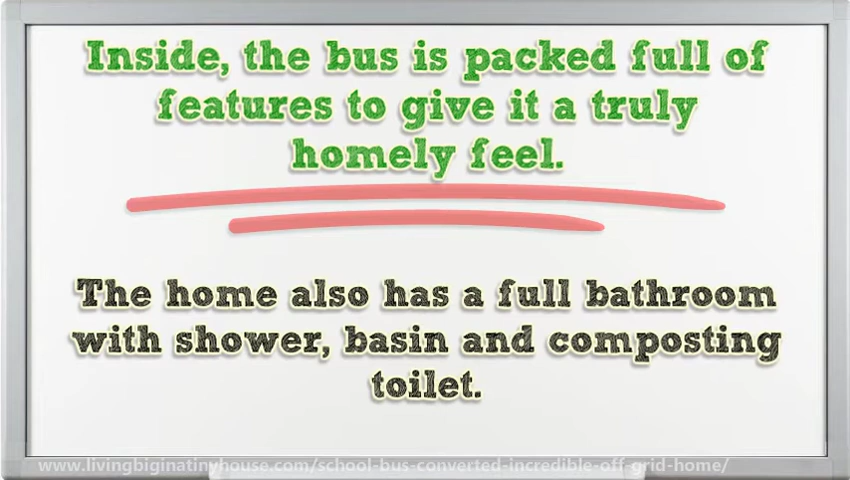 Inside, the bus is packed full of
features to give it a truly
homely feel.
The home also has a full bathroom
with shower, basin and composting
toilet.
www.livingbiginatinyhouse.com/school-bus-converted-incredible-off-grid-home/